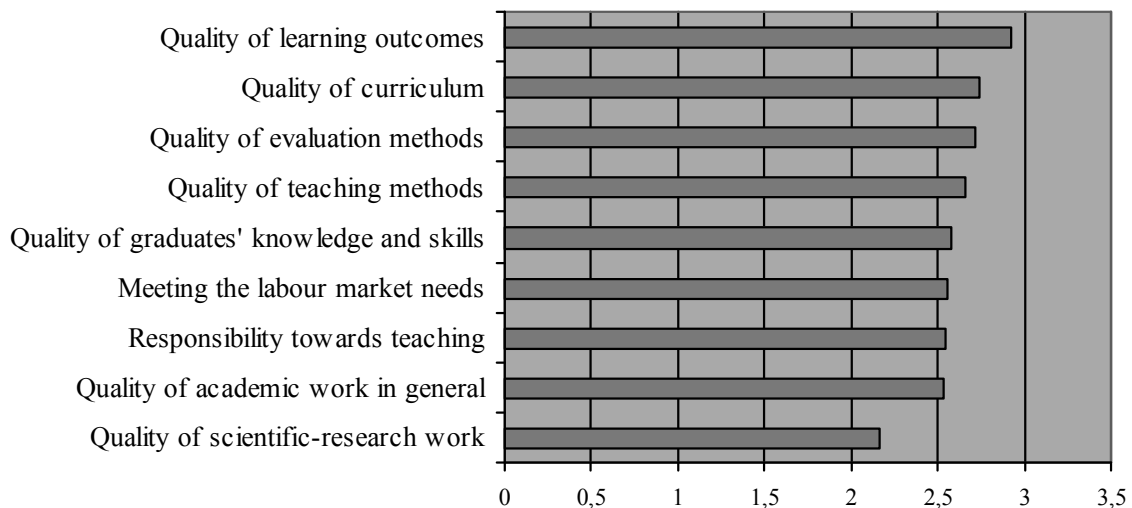 Quality of learning outcomes
Quality of curriculum
Quality of evaluation methods
Quality of teaching methods
Quality of graduates' knowledge and skills
Meeting the labour market needs
Responsibility towards teaching
Quality of academic work in general
Quality of scientific-research work
0 0,5 1 1,5 2 2,5 3 3,5